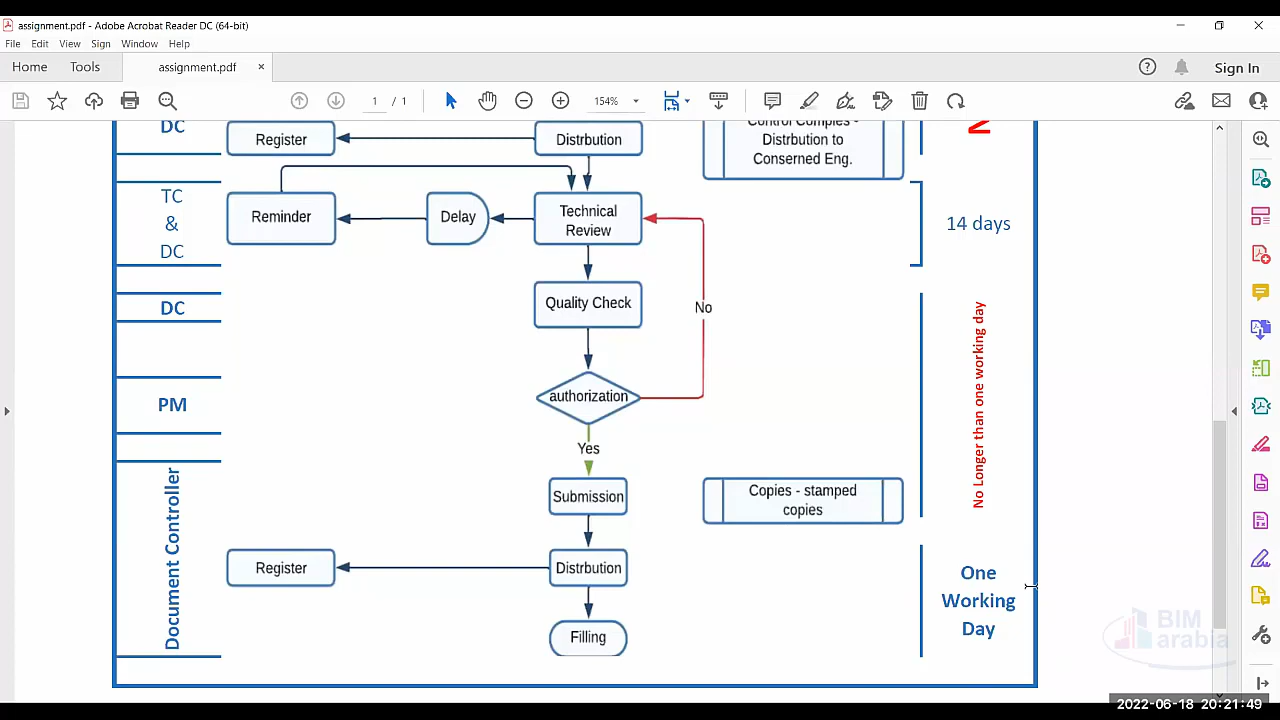 assignment.pdf - Adobe Acrobat Reader DC (64-bit)
File Edit View Sign Window Help
Home Tools assignment.pdf × Sign In
1 / 1 154%
DC
Register
Distrbution
Control Compies -
Distrbution to
Conserned Eng.
TC
&
DC
Reminder
Delay
Technical
Review
14 days
DC
Quality Check
No
No Longer than one working day
PM
authorization
Yes
Document Controller
Submission
Copies - stamped
copies
Register
Distrbution
One
Working
Day
Filling
BIM
arabia
2022-06-18 20:21:49